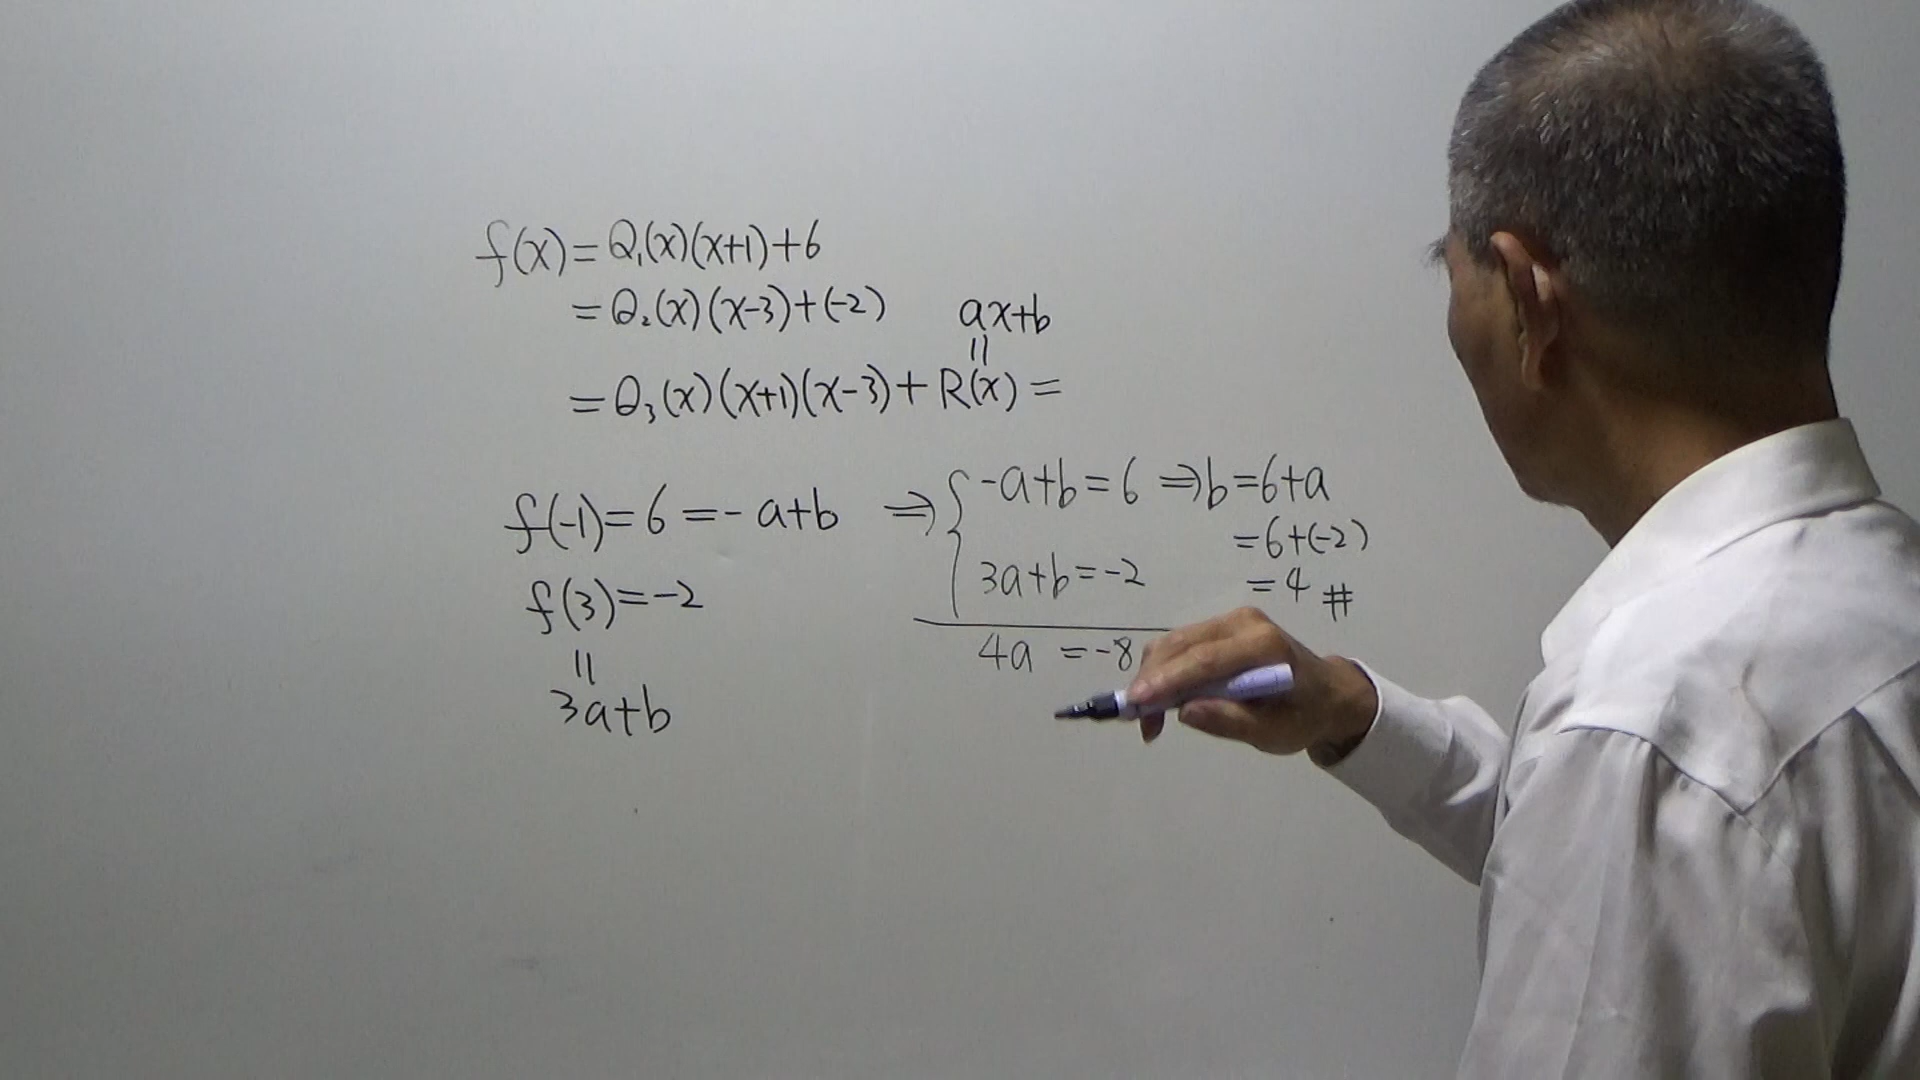 f(x)=Q₁(x)(x+1)+6
=Q₂(x)(x-3)+(-2)
ax+b
=
=Q₃(x)(x+1)(x-3)+R(x)=
f(-1)=6=-a+b ⇒ { -a+b=6 ⇒ b=6+a
=6+(-2)
f(3)=-2
3a+b=-2
=4 #
=
4a =-8
3a+b